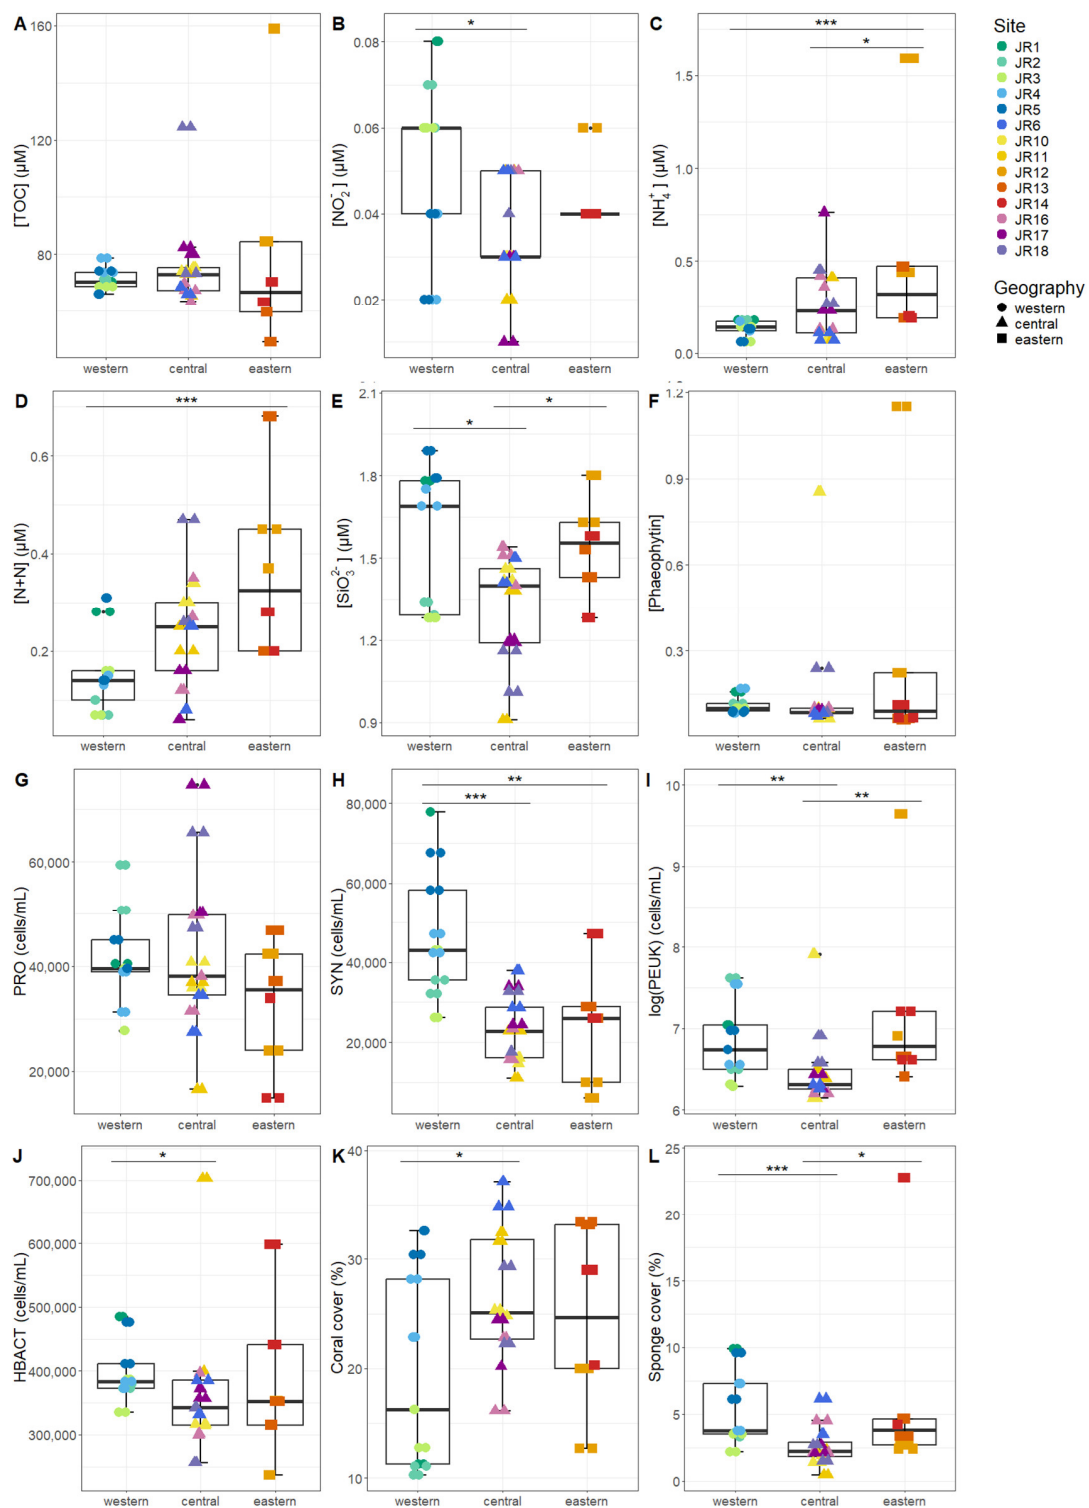 A
[TOC] (µM)
160
120
80
western central eastern
B
*
[NO2-] (µM)
0.08
0.06
0.04
0.02
western central eastern
C
***
*
[NH4+] (µM)
1.5
1.0
0.5
0.0
western central eastern
Site
JR1
JR2
JR3
JR4
JR5
JR6
JR10
JR11
JR12
JR13
JR14
JR16
JR17
JR18
Geography
western
central
eastern
D
***
[N+N] (µM)
0.6
0.4
0.2
western central eastern
E
*
*
[SiO3 2-] (µM)
2.1
1.8
1.5
1.2
0.9
western central eastern
F
[Phaeophytin]
1.2
0.9
0.6
0.3
western central eastern
G
PRO (cells/mL)
60,000
40,000
20,000
western central eastern
H
**
***
SYN (cells/mL)
80,000
60,000
40,000
20,000
western central eastern
I
**
**
log(PEUK) (cells/mL)
10
9
8
7
6
western central eastern
J
*
HBACT (cells/mL)
700,000
600,000
500,000
400,000
300,000
western central eastern
K
*
Coral cover (%)
40
30
20
10
western central eastern
L
***
*
Sponge cover (%)
25
20
15
10
5
0
western central eastern